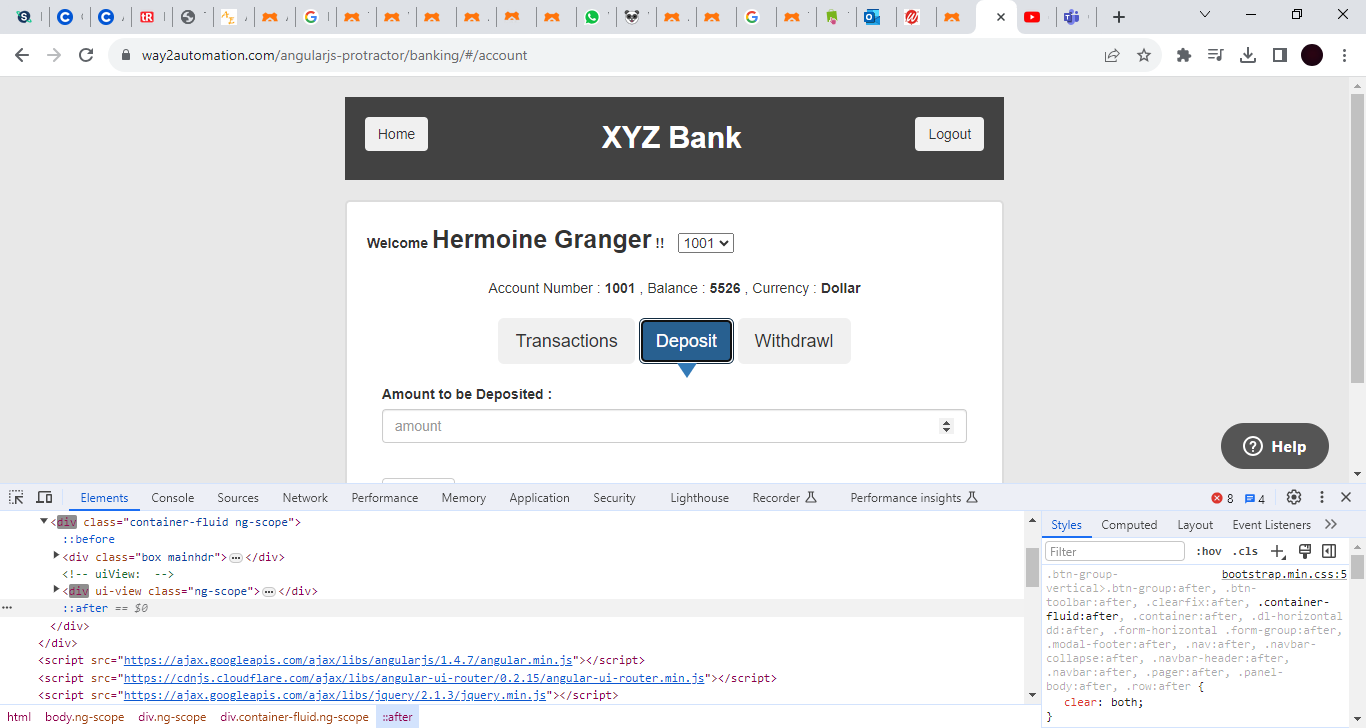 way2automation.com/angularjs-protractor/banking/#/account
Home
XYZ Bank
Logout
Welcome Hermoine Granger !! 1001
Account Number : 1001 , Balance : 5526 , Currency : Dollar
Transactions
Deposit
Withdrawl
Amount to be Deposited :
amount
Help
Elements Console Sources Network Performance Memory Application Security Lighthouse Recorder Performance insights 8 4
<div class="container-fluid ng-scope">
::before
<div class="box mainhdr">…</div>
<!-- uiView:  -->
<div ui-view class="ng-scope">…</div>
::after == $0
</div>
</div>
<script src="https://ajax.googleapis.com/ajax/libs/angularjs/1.4.7/angular.min.js"></script>
<script src="https://cdnjs.cloudflare.com/ajax/libs/angular-ui-router/0.2.15/angular-ui-router.min.js"></script>
<script src="https://ajax.googleapis.com/ajax/libs/jquery/2.1.3/jquery.min.js"></script>
html body.ng-scope div.ng-scope div.container-fluid.ng-scope ::after
Styles Computed Layout Event Listeners
Filter :hov .cls
.btn-group- bootstrap.min.css:5
vertical>.btn-group:after, .btn-
toolbar:after, .clearfix:after, .container-
fluid:after, .container:after, .dl-horizontal
dd:after, .form-horizontal .form-group:after,
.modal-footer:after, .nav:after, .navbar-
collapse:after, .navbar-header:after,
.navbar:after, .pager:after, .panel-
body:after, .row:after {
clear: both;
}